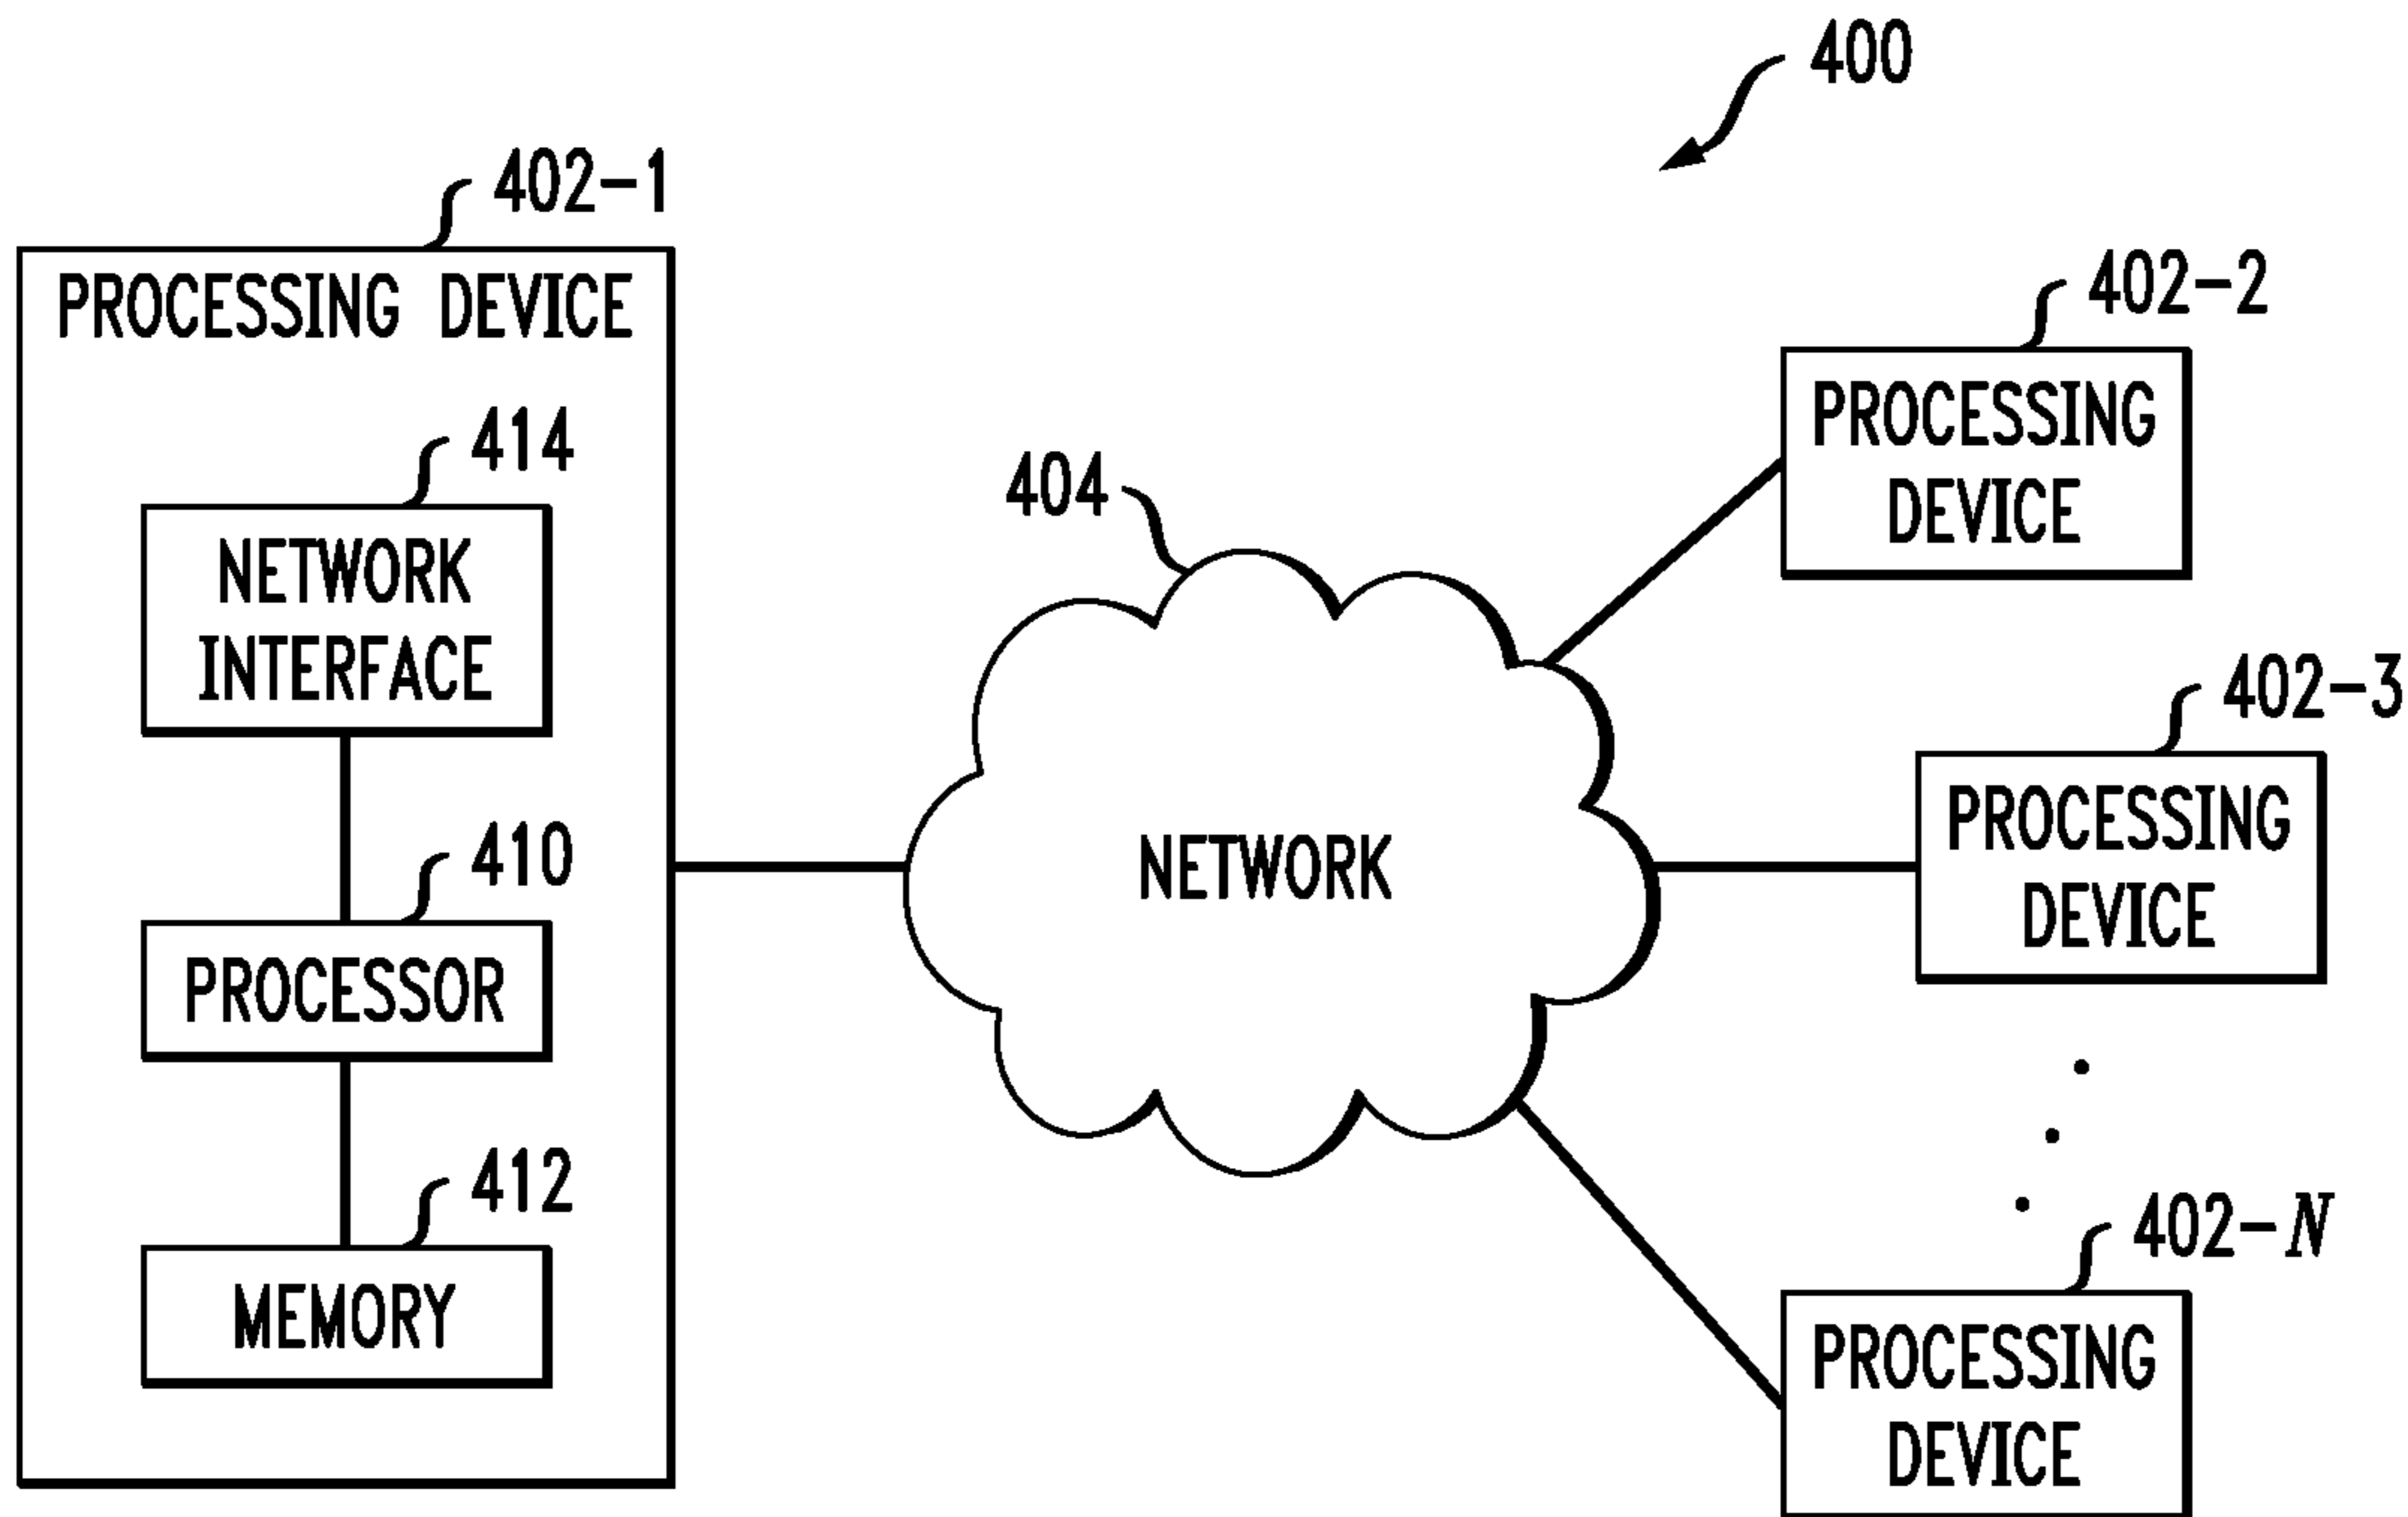 400
402-1
PROCESSING DEVICE
414
NETWORK
INTERFACE
410
PROCESSOR
412
MEMORY
404
NETWORK
402-2
PROCESSING
DEVICE
402-3
PROCESSING
DEVICE
402-N
PROCESSING
DEVICE